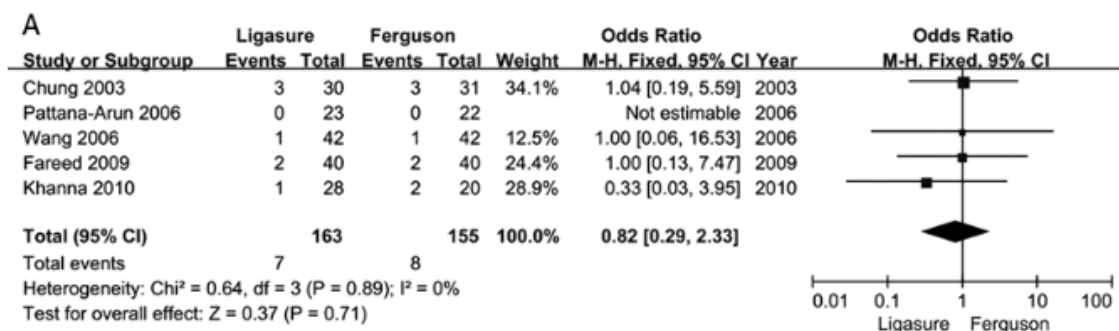 A
Ligasure Ferguson Odds Ratio Odds Ratio
Study or Subgroup Events Total Events Total Weight M-H, Fixed, 95% CI Year M-H, Fixed, 95% CI
Chung 2003 3 30 3 31 34.1% 1.04 [0.19, 5.59] 2003
Pattana-Arun 2006 0 23 0 22 Not estimable 2006
Wang 2006 1 42 1 42 12.5% 1.00 [0.06, 16.53] 2006
Fareed 2009 2 40 2 40 24.4% 1.00 [0.13, 7.47] 2009
Khanna 2010 1 28 2 20 28.9% 0.33 [0.03, 3.95] 2010
Total (95% CI) 163 155 100.0% 0.82 [0.29, 2.33]
Total events 7 8
Heterogeneity: Chi² = 0.64, df = 3 (P = 0.89); I² = 0%
Test for overall effect: Z = 0.37 (P = 0.71)
0.01 0.1 1 10 100
Ligasure Ferguson